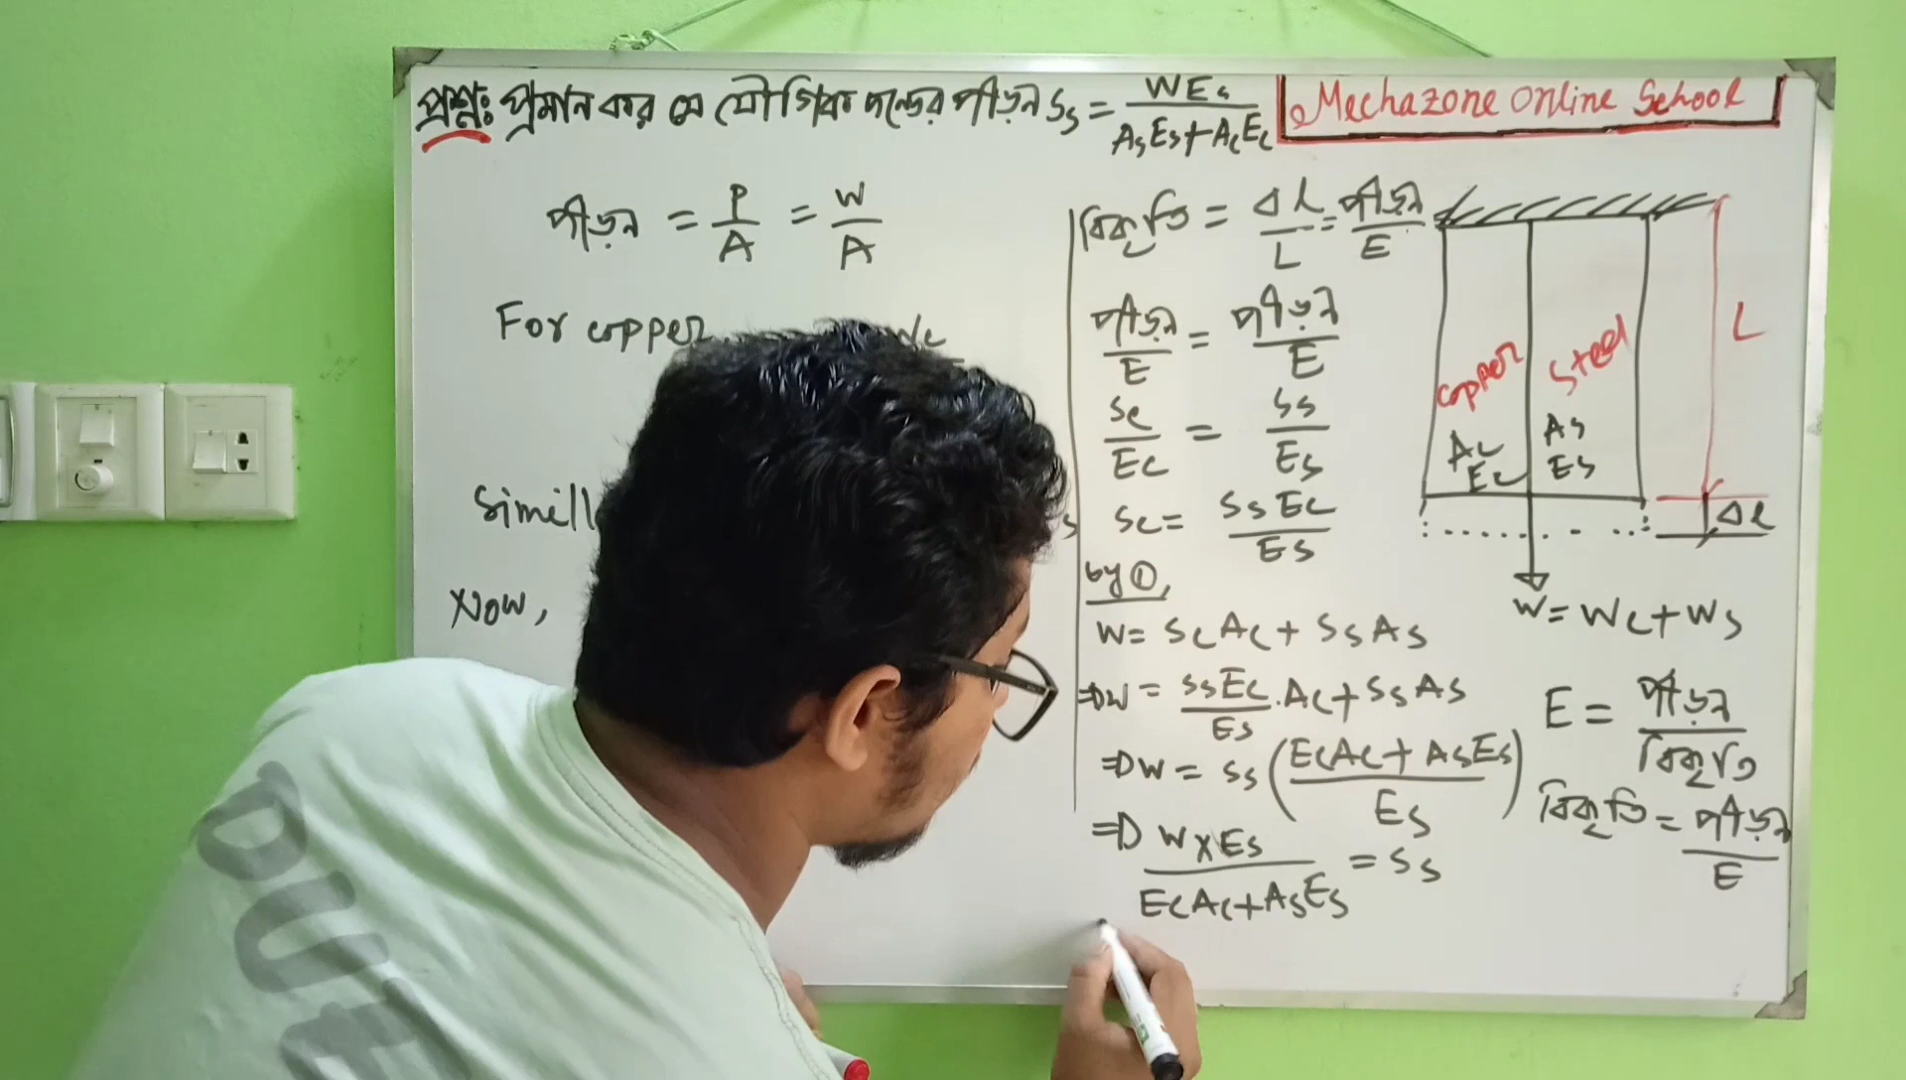 প্রশ্ন: প্রমান কর যে যৌগিক দন্ডের পীড়ন Ss = WEs / AsEs + AcEc
Mechazone Online School
পীড়ন = P/A = W/A
For copper,
Wc
Simill
Now,
বিকৃতি = Δl/L = পীড়ন/E
পীড়ন/E = পীড়ন/E
Sc/Ec = Ss/Es
Sc = SsEc/Es
by ①,
W = ScAc + SsAs
⇒ W = SsEc/Es . Ac + SsAs
⇒ W = Ss (EcAc + AsEs / Es)
⇒ W×Es / EcAc+AsEs = Ss
copper
Ac
Ec
Steel
As
Es
L
Δl
W = Wc + Ws
E = পীড়ন/বিকৃতি
বিকৃতি = পীড়ন/E